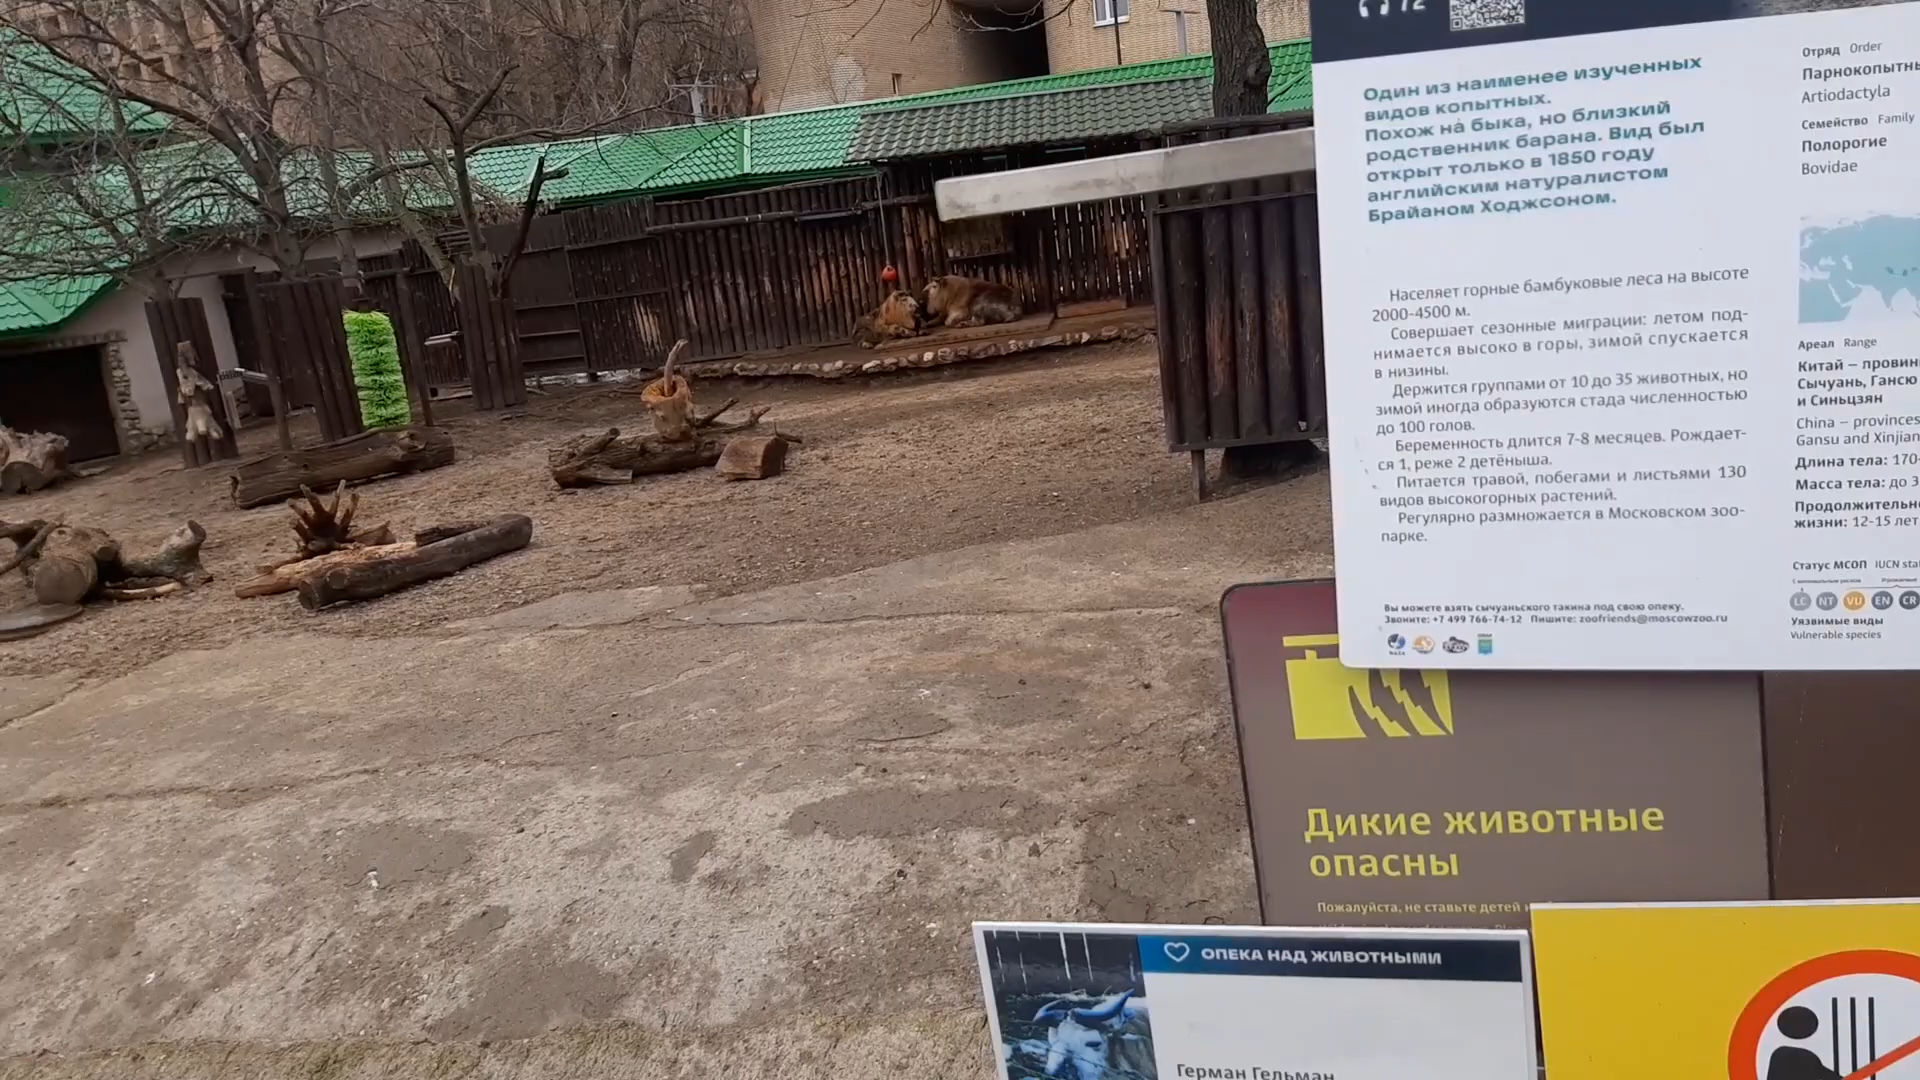 Один из наименее изученных
видов копытных.
Похож на быка, но близкий
родственник барана. Вид был
открыт только в 1850 году
английским натуралистом
Брайаном Ходжсоном.
Населяет горные бамбуковые леса на высоте
2000-4500 м.
Совершает сезонные миграции: летом под-
нимается высоко в горы, зимой спускается
в низины.
Держится группами от 10 до 35 животных, но
зимой иногда образуются стада численностью
до 100 голов.
Беременность длится 7-8 месяцев. Рождает-
ся 1, реже 2 детёныша.
Питается травой, побегами и листьями 130
видов высокогорных растений.
Регулярно размножается в Московском зоо-
парке.
Вы можете взять сычуаньского такина под свою опеку.
Звоните: +7 499 766-74-12 Пишите: zoofriends@moscowzoo.ru
Отряд Order
Парнокопытн
Artiodactyla
Семейство Family
Полорогие
Bovidae
Ареал Range
Китай – провин
Сычуань, Гансю
и Синьцзян
China – provinces
Gansu and Xinjian
Длина тела: 170-
Масса тела: до 3
Продолжительн
жизни: 12-15 лет
Статус МСОП IUCN sta
LC NT VU EN CR
Уязвимые виды
Vulnerable species
Дикие животные
опасны
Пожалуйста, не ставьте детей
ОПЕКА НАД ЖИВОТНЫМИ
Герман Гельман